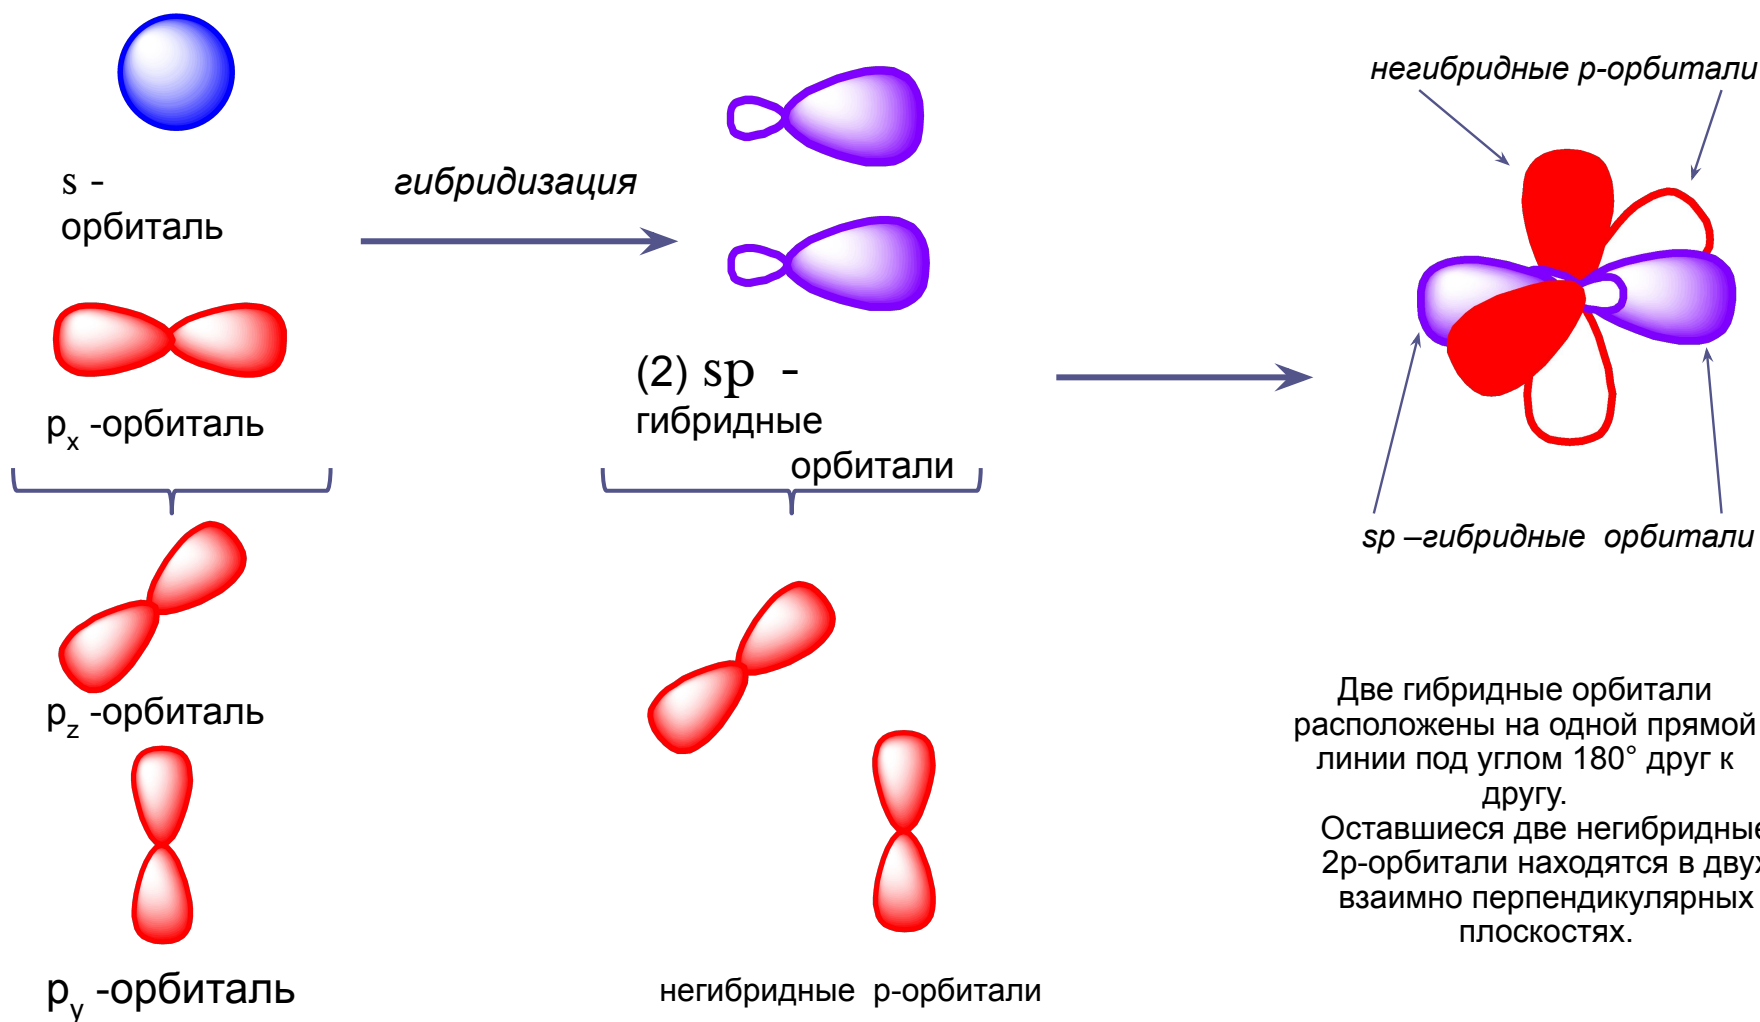 s -
орбиталь
pₓ -орбиталь
p_z -орбиталь
p_y -орбиталь
гибридизация
(2) sp -
гибридные
орбитали
негибридные р-орбитали
негибридные р-орбитали
sp –гибридные орбитали
Две гибридные орбитали
расположены на одной прямой
линии под углом 180° друг к
другу.
Оставшиеся две негибридные
2р-орбитали находятся в двух
взаимно перпендикулярных
плоскостях.